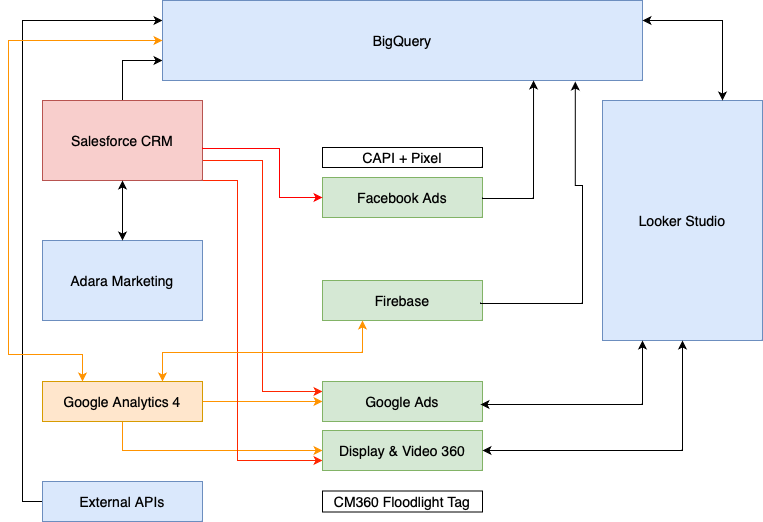 BigQuery
Salesforce CRM
CAPI + Pixel
Facebook Ads
Looker Studio
Adara Marketing
Firebase
Google Analytics 4
Google Ads
Display & Video 360
External APIs
CM360 Floodlight Tag